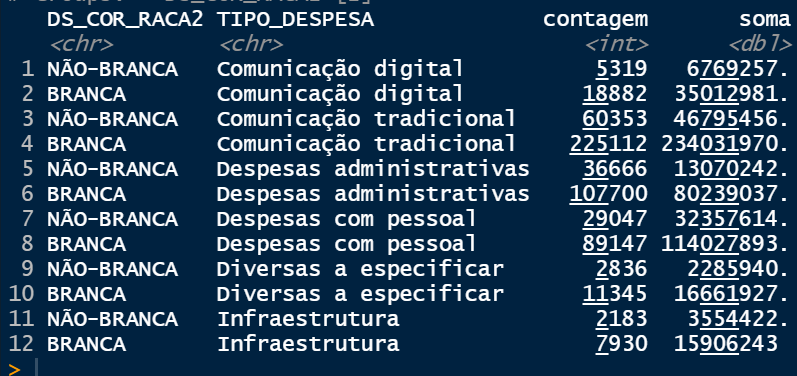 DS_COR_RACA2 TIPO_DESPESA contagem soma
<chr> <chr> <int> <dbl>
1 NÃO-BRANCA Comunicação digital 5319 6769257.
2 BRANCA Comunicação digital 18882 35012981.
3 NÃO-BRANCA Comunicação tradicional 60353 46795456.
4 BRANCA Comunicação tradicional 225112 234031970.
5 NÃO-BRANCA Despesas administrativas 36666 13070242.
6 BRANCA Despesas administrativas 107700 80239037.
7 NÃO-BRANCA Despesas com pessoal 29047 32357614.
8 BRANCA Despesas com pessoal 89147 114027893.
9 NÃO-BRANCA Diversas a especificar 2836 2285940.
10 BRANCA Diversas a especificar 11345 16661927.
11 NÃO-BRANCA Infraestrutura 2183 3554422.
12 BRANCA Infraestrutura 7930 15906243
>